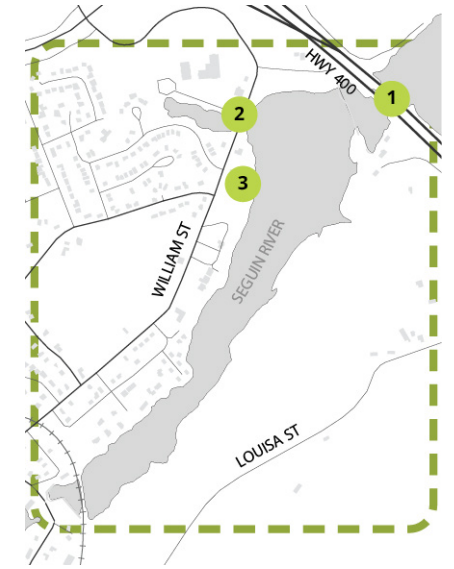 HWY 400
1
2
3
WILLIAM ST
SEGUIN RIVER
LOUISA ST